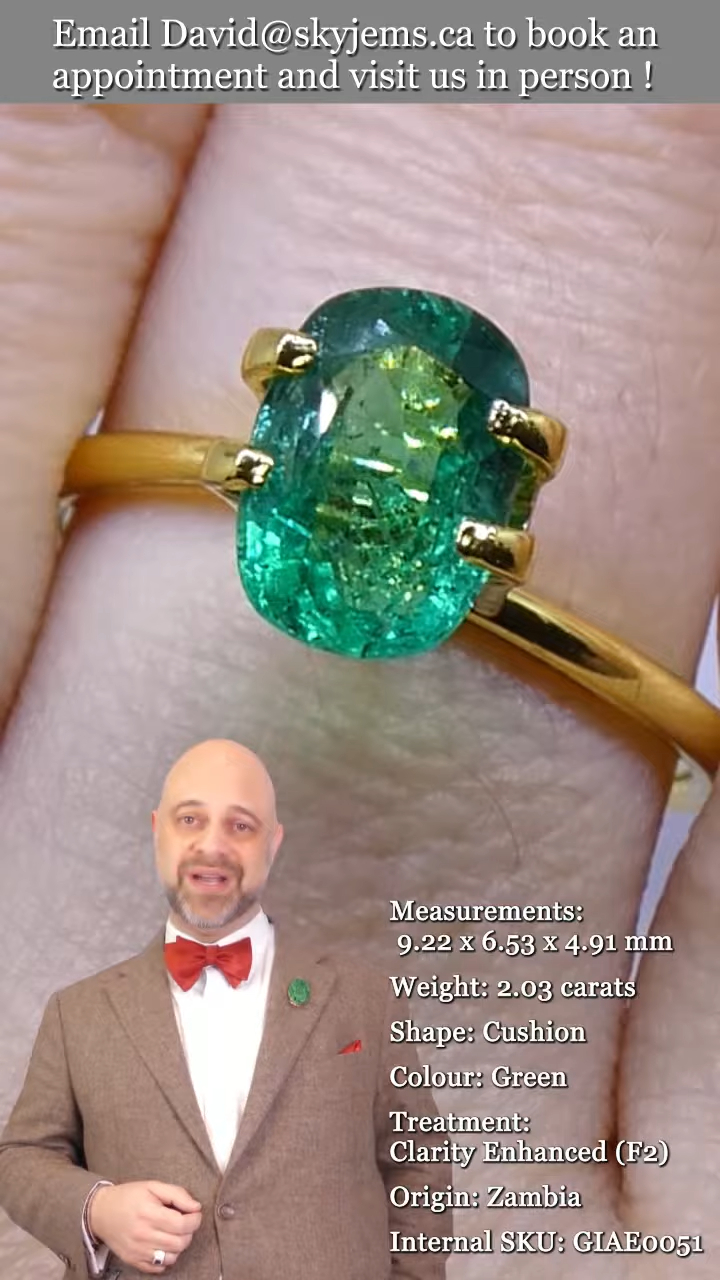 Email David@skyjems.ca to book an
appointment and visit us in person !
Measurements:
9.22 x 6.53 x 4.91 mm
Weight: 2.03 carats
Shape: Cushion
Colour: Green
Treatment:
Clarity Enhanced (F2)
Origin: Zambia
Internal SKU: GIAE0051